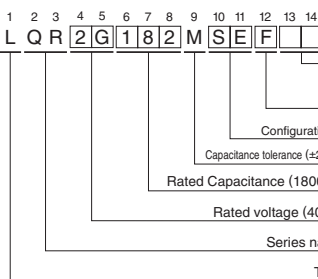 1 2 3 4 5 6 7 8 9 10 11 12 13 14
L Q R 2 G 1 8 2 M S E F
Configurati
Capacitance tolerance (±2
Rated Capacitance (180
Rated voltage (40
Series n
T